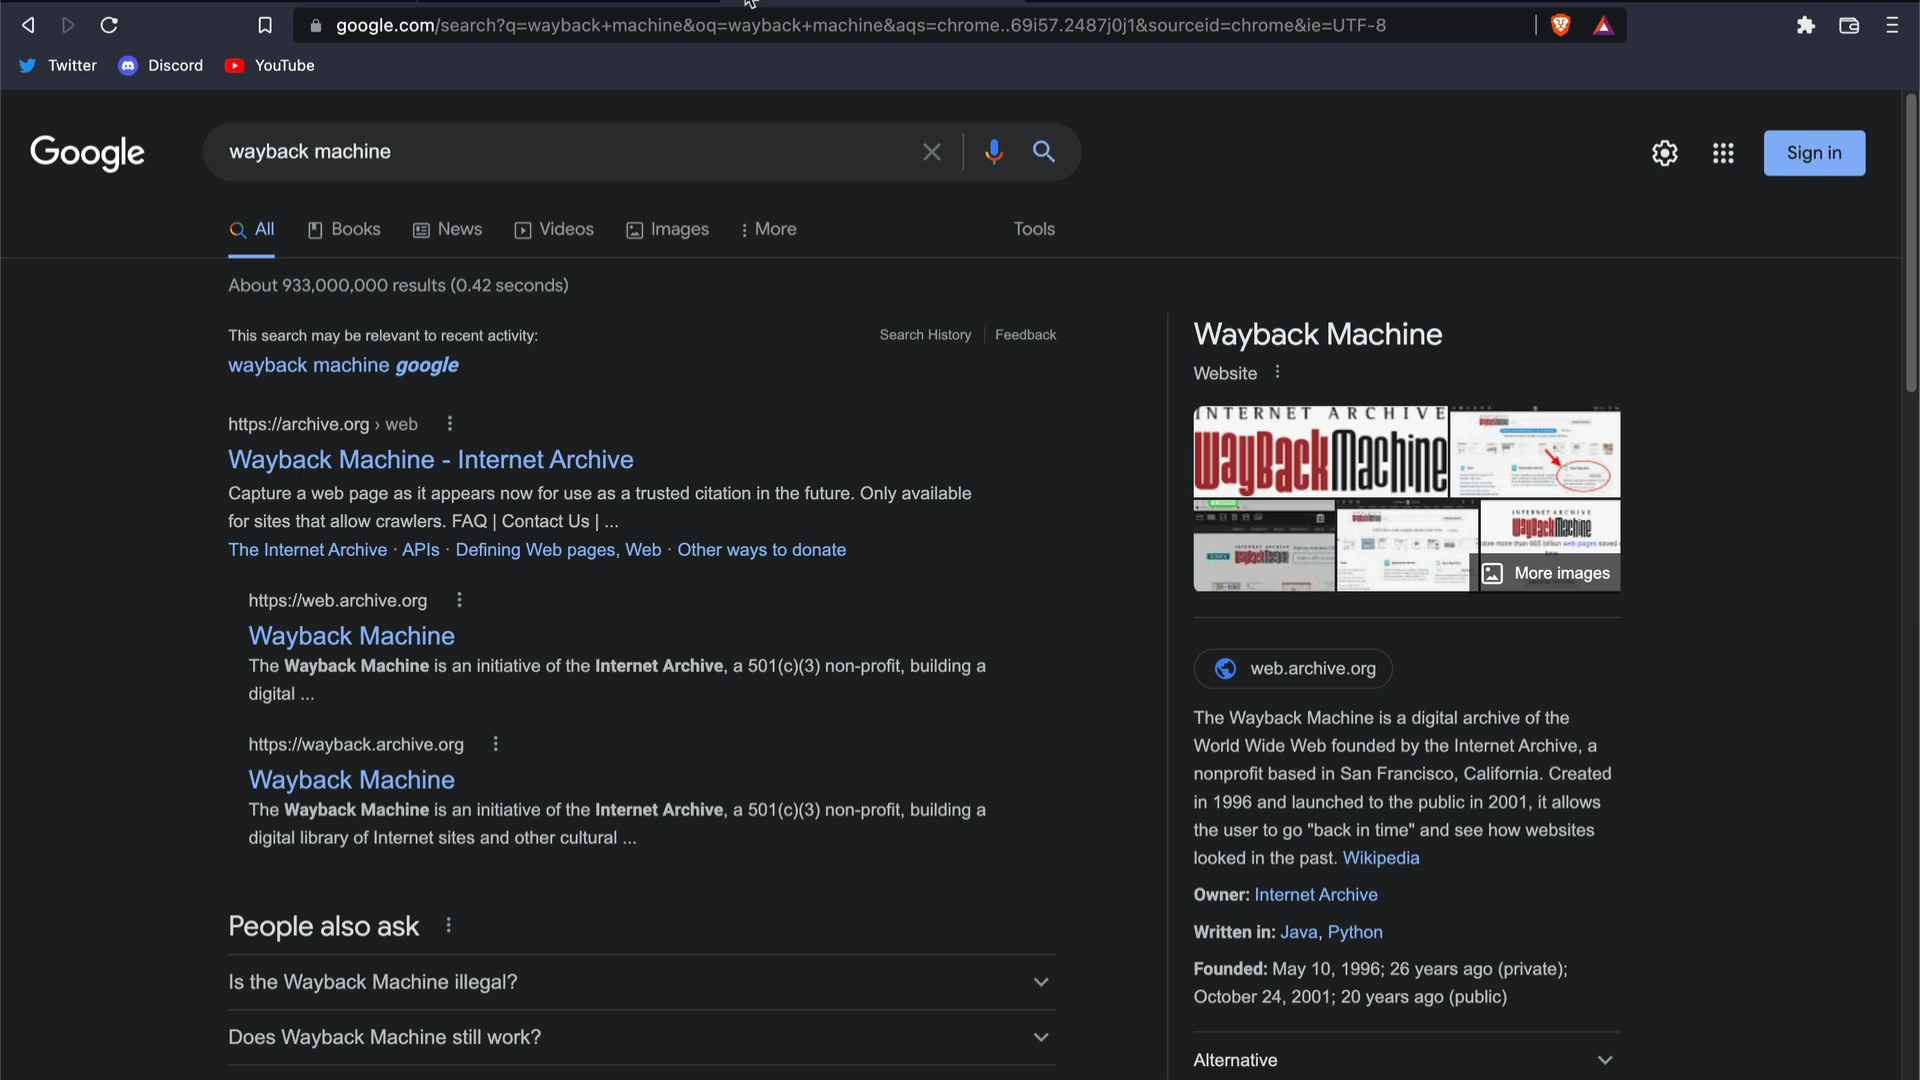 google.com/search?q=wayback+machine&oq=wayback+machine&aqs=chrome..69i57.2487j0j1&sourceid=chrome&ie=UTF-8
Twitter Discord YouTube
Google
wayback machine
Sign in
All Books News Videos Images More Tools
About 933,000,000 results (0.42 seconds)
This search may be relevant to recent activity:
Search History Feedback
wayback machine google
https://archive.org › web
Wayback Machine - Internet Archive
Capture a web page as it appears now for use as a trusted citation in the future. Only available
for sites that allow crawlers. FAQ | Contact Us | ...
The Internet Archive · APIs · Defining Web pages, Web · Other ways to donate
https://web.archive.org
Wayback Machine
The Wayback Machine is an initiative of the Internet Archive, a 501(c)(3) non-profit, building a
digital ...
https://wayback.archive.org
Wayback Machine
The Wayback Machine is an initiative of the Internet Archive, a 501(c)(3) non-profit, building a
digital library of Internet sites and other cultural ...
People also ask
Is the Wayback Machine illegal?
Does Wayback Machine still work?
Wayback Machine
Website
INTERNET ARCHIVE
WayBackMachine
INTERNET ARCHIVE
WayBackMachine
More images
web.archive.org
The Wayback Machine is a digital archive of the
World Wide Web founded by the Internet Archive, a
nonprofit based in San Francisco, California. Created
in 1996 and launched to the public in 2001, it allows
the user to go "back in time" and see how websites
looked in the past. Wikipedia
Owner: Internet Archive
Written in: Java, Python
Founded: May 10, 1996; 26 years ago (private);
October 24, 2001; 20 years ago (public)
Alternative